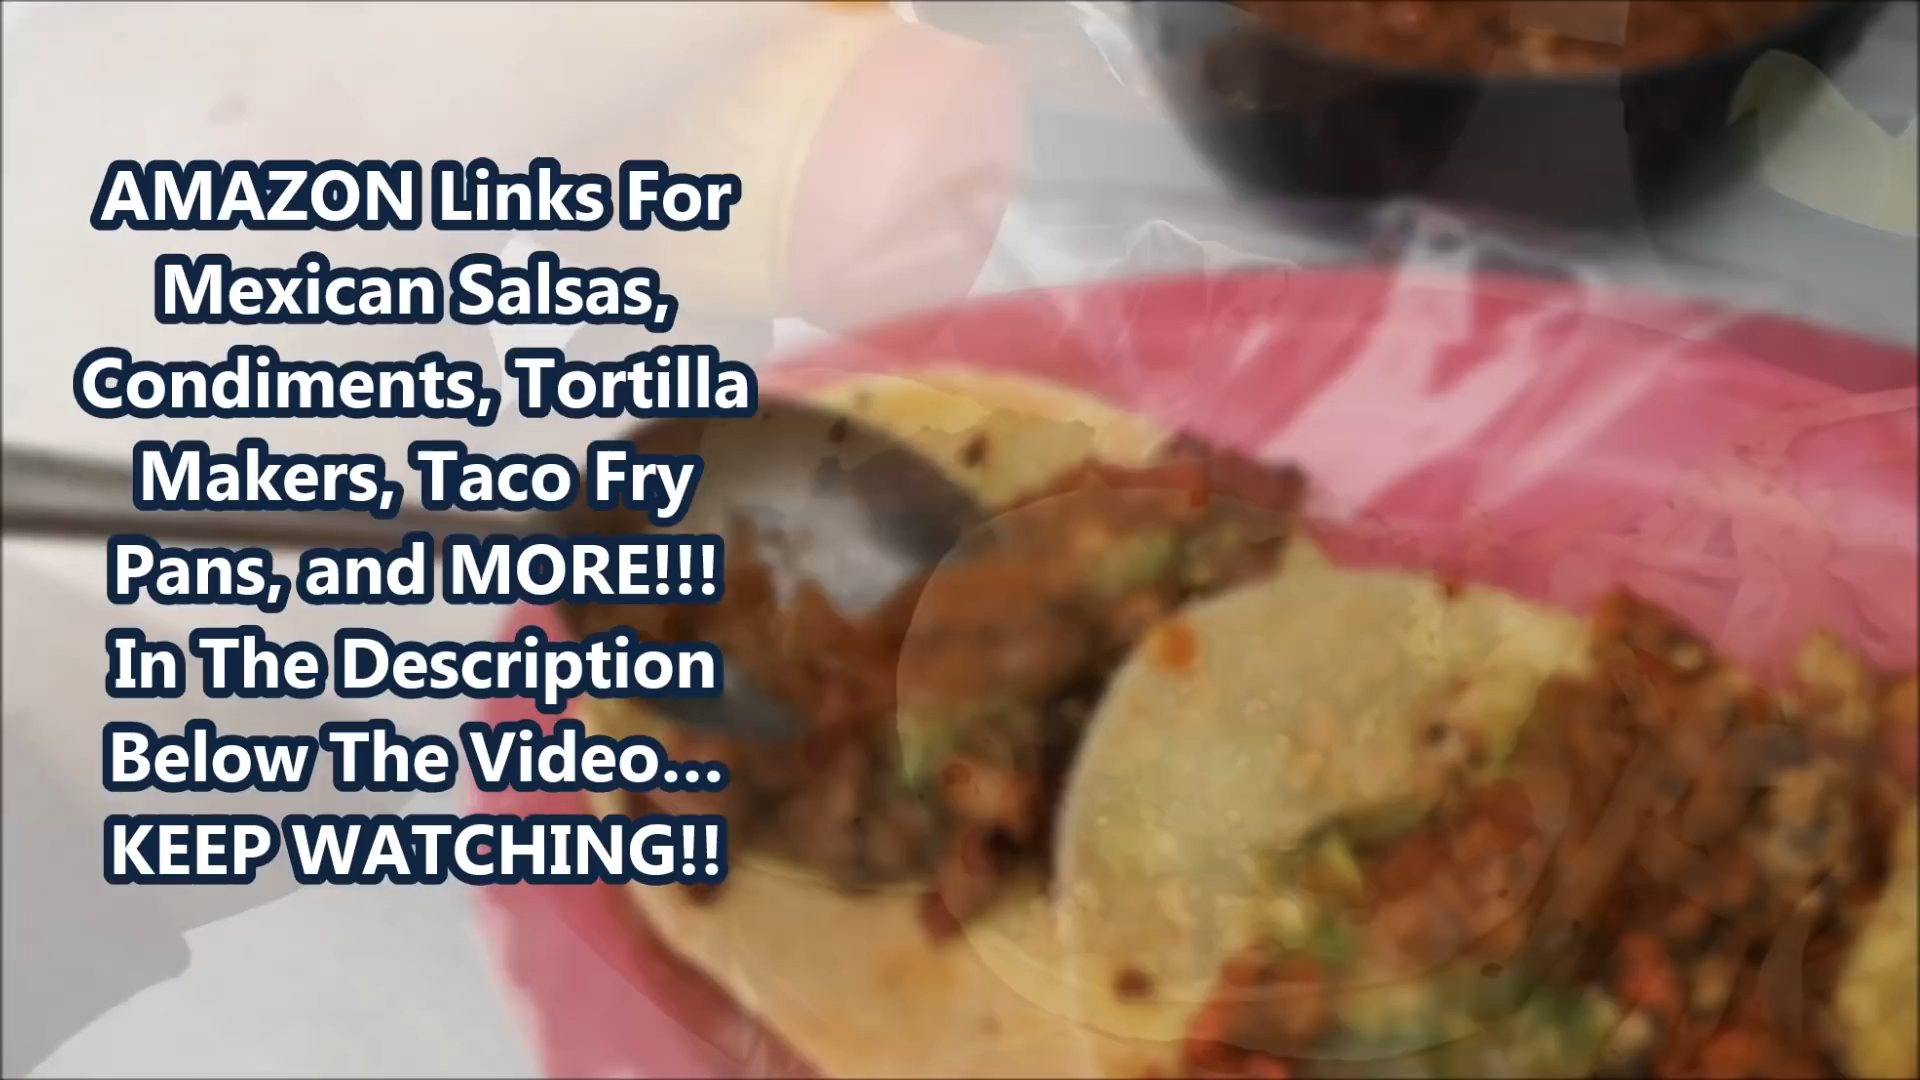 AMAZON Links For
Mexican Salsas,
Condiments, Tortilla
Makers, Taco Fry
Pans, and MORE!!!
In The Description
Below The Video...
KEEP WATCHING!!